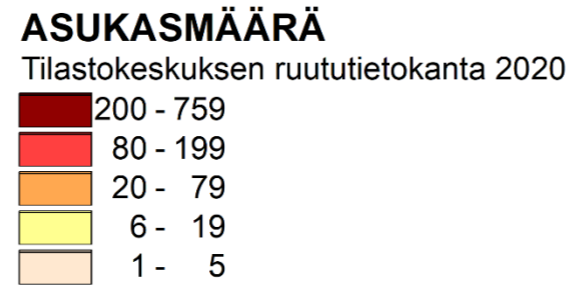 ASUKASMÄÄRÄ
Tilastokeskuksen ruututietokanta 2020
200 - 759
80 - 199
20 - 79
6 - 19
1 - 5